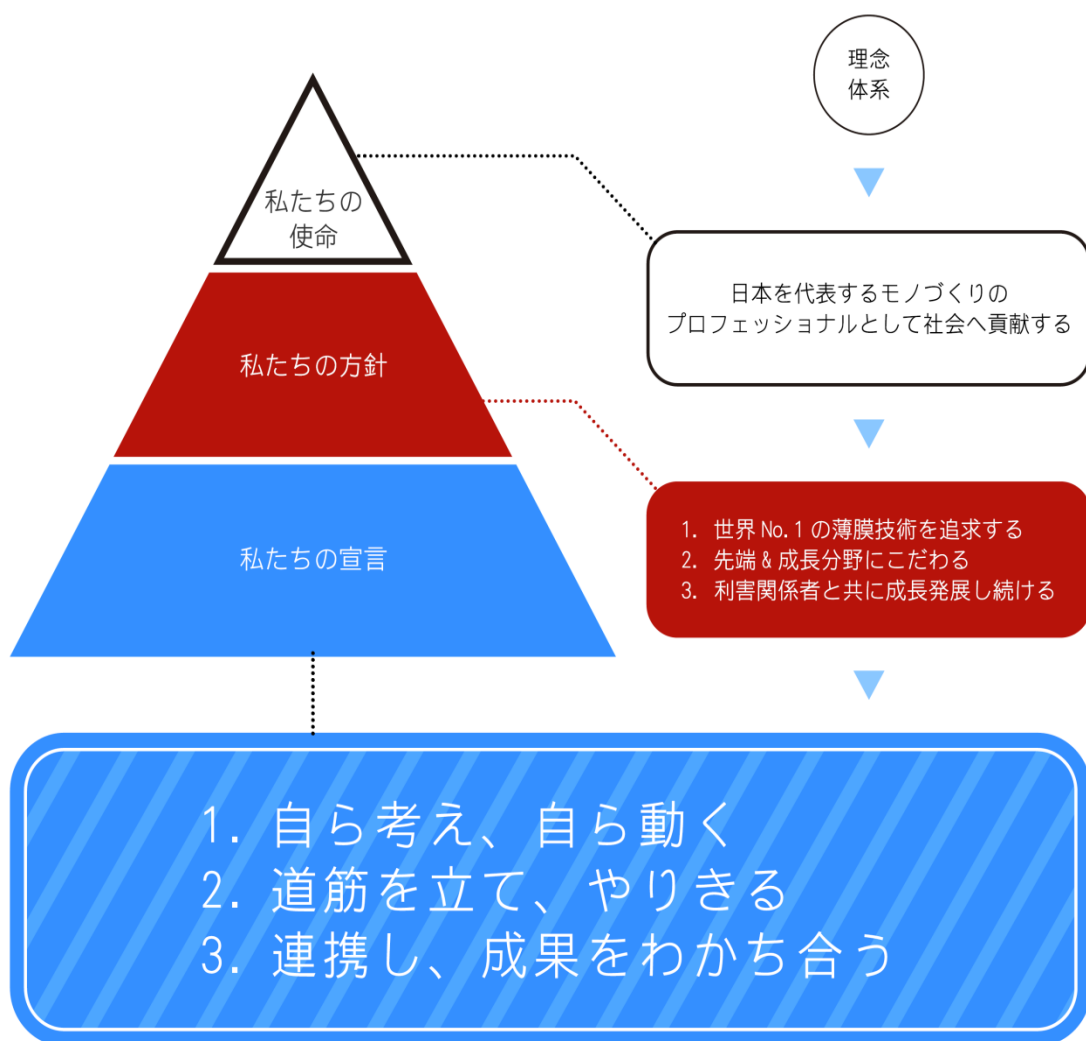 理念
体系
私たちの
使命
日本を代表するモノづくりの
プロフェッショナルとして社会へ貢献する
私たちの方針
1. 世界 No.1 の薄膜技術を追求する
2. 先端 & 成長分野にこだわる
3. 利害関係者と共に成長発展し続ける
私たちの宣言
1. 自ら考え、自ら動く
2. 道筋を立て、やりきる
3. 連携し、成果をわかち合う